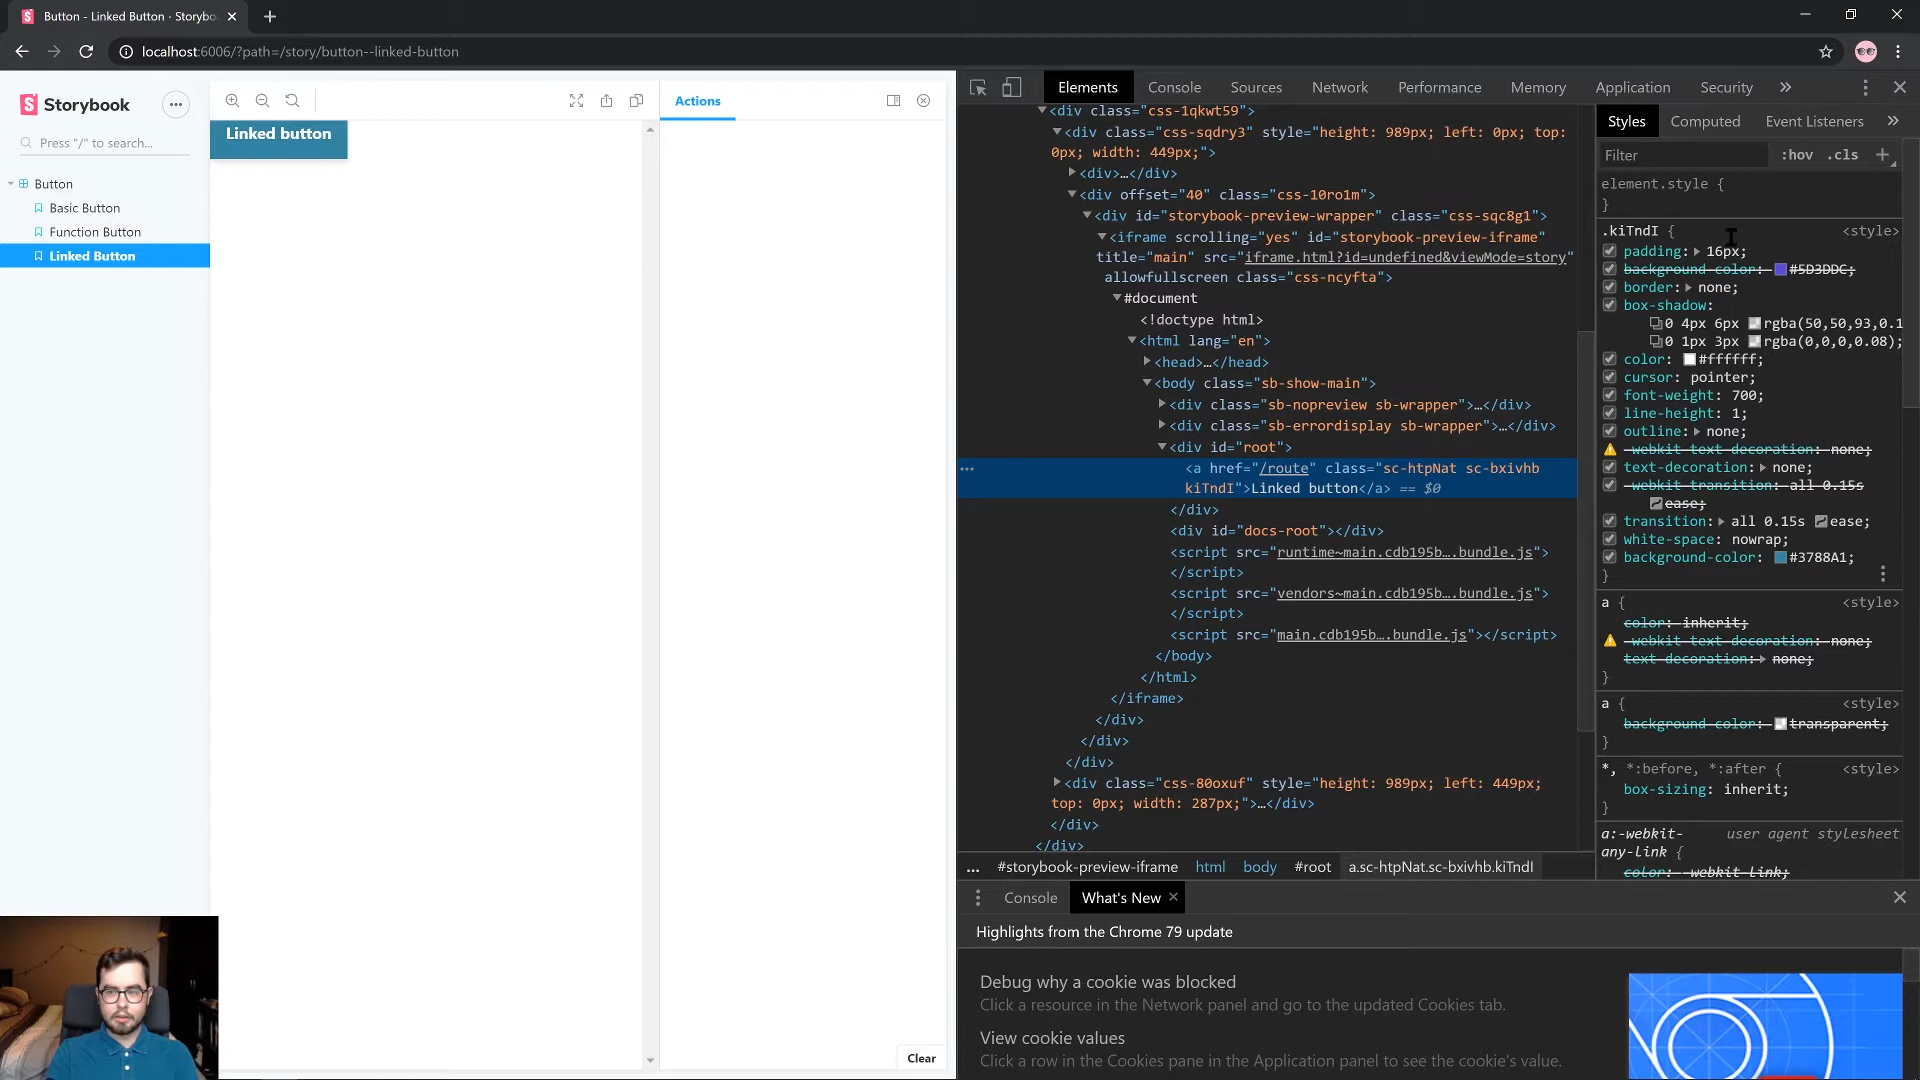 Button - Linked Button · Storybo
localhost:6006/?path=/story/button--linked-button
Storybook
Press "/" to search...
Button
Basic Button
Function Button
Linked Button
Linked button
Actions
Clear
Elements
Console
Sources
Network
Performance
Memory
Application
Security
<div class="css-1qkwt59">
<div class="css-sqdry3" style="height: 989px; left: 0px; top:
0px; width: 449px;">
<div>…</div>
<div offset="40" class="css-10ro1m">
<div id="storybook-preview-wrapper" class="css-sqc8g1">
<iframe scrolling="yes" id="storybook-preview-iframe"
title="main" src="iframe.html?id=undefined&viewMode=story"
allowfullscreen class="css-ncyfta">
#document
<!doctype html>
<html lang="en">
<head>…</head>
<body class="sb-show-main">
<div class="sb-nopreview sb-wrapper">…</div>
<div class="sb-errordisplay sb-wrapper">…</div>
<div id="root">
<a href="/route" class="sc-htpNat sc-bxivhb
kiTndI">Linked button</a> == $0
</div>
<div id="docs-root"></div>
<script src="runtime~main.cdb195b….bundle.js">
</script>
<script src="vendors~main.cdb195b….bundle.js">
</script>
<script src="main.cdb195b….bundle.js"></script>
</body>
</html>
</iframe>
</div>
</div>
</div>
<div class="css-80oxuf" style="height: 989px; left: 449px;
top: 0px; width: 287px;">…</div>
</div>
</div>
... #storybook-preview-iframe html body #root a.sc-htpNat.sc-bxivhb.kiTndI
Styles
Computed
Event Listeners
Filter
:hov .cls +
element.style {
}
.kiTndI { <style>
padding: 16px;
background-color: #5D3DDC;
border: none;
box-shadow:
0 4px 6px rgba(50,50,93,0.1
0 1px 3px rgba(0,0,0,0.08);
color: #ffffff;
cursor: pointer;
font-weight: 700;
line-height: 1;
outline: none;
-webkit-text-decoration: none;
text-decoration: none;
-webkit-transition: all 0.15s
ease;
transition: all 0.15s ease;
white-space: nowrap;
background-color: #3788A1;
}
a { <style>
color: inherit;
-webkit-text-decoration: none;
text-decoration: none;
}
a { <style>
background-color: transparent;
}
*, *:before, *:after { <style>
box-sizing: inherit;
}
a:-webkit- user agent stylesheet
any-link {
color: -webkit-link;
Console
What's New
Highlights from the Chrome 79 update
Debug why a cookie was blocked
Click a resource in the Network panel and go to the updated Cookies tab.
View cookie values
Click a row in the Cookies pane in the Application panel to see the cookie's value.